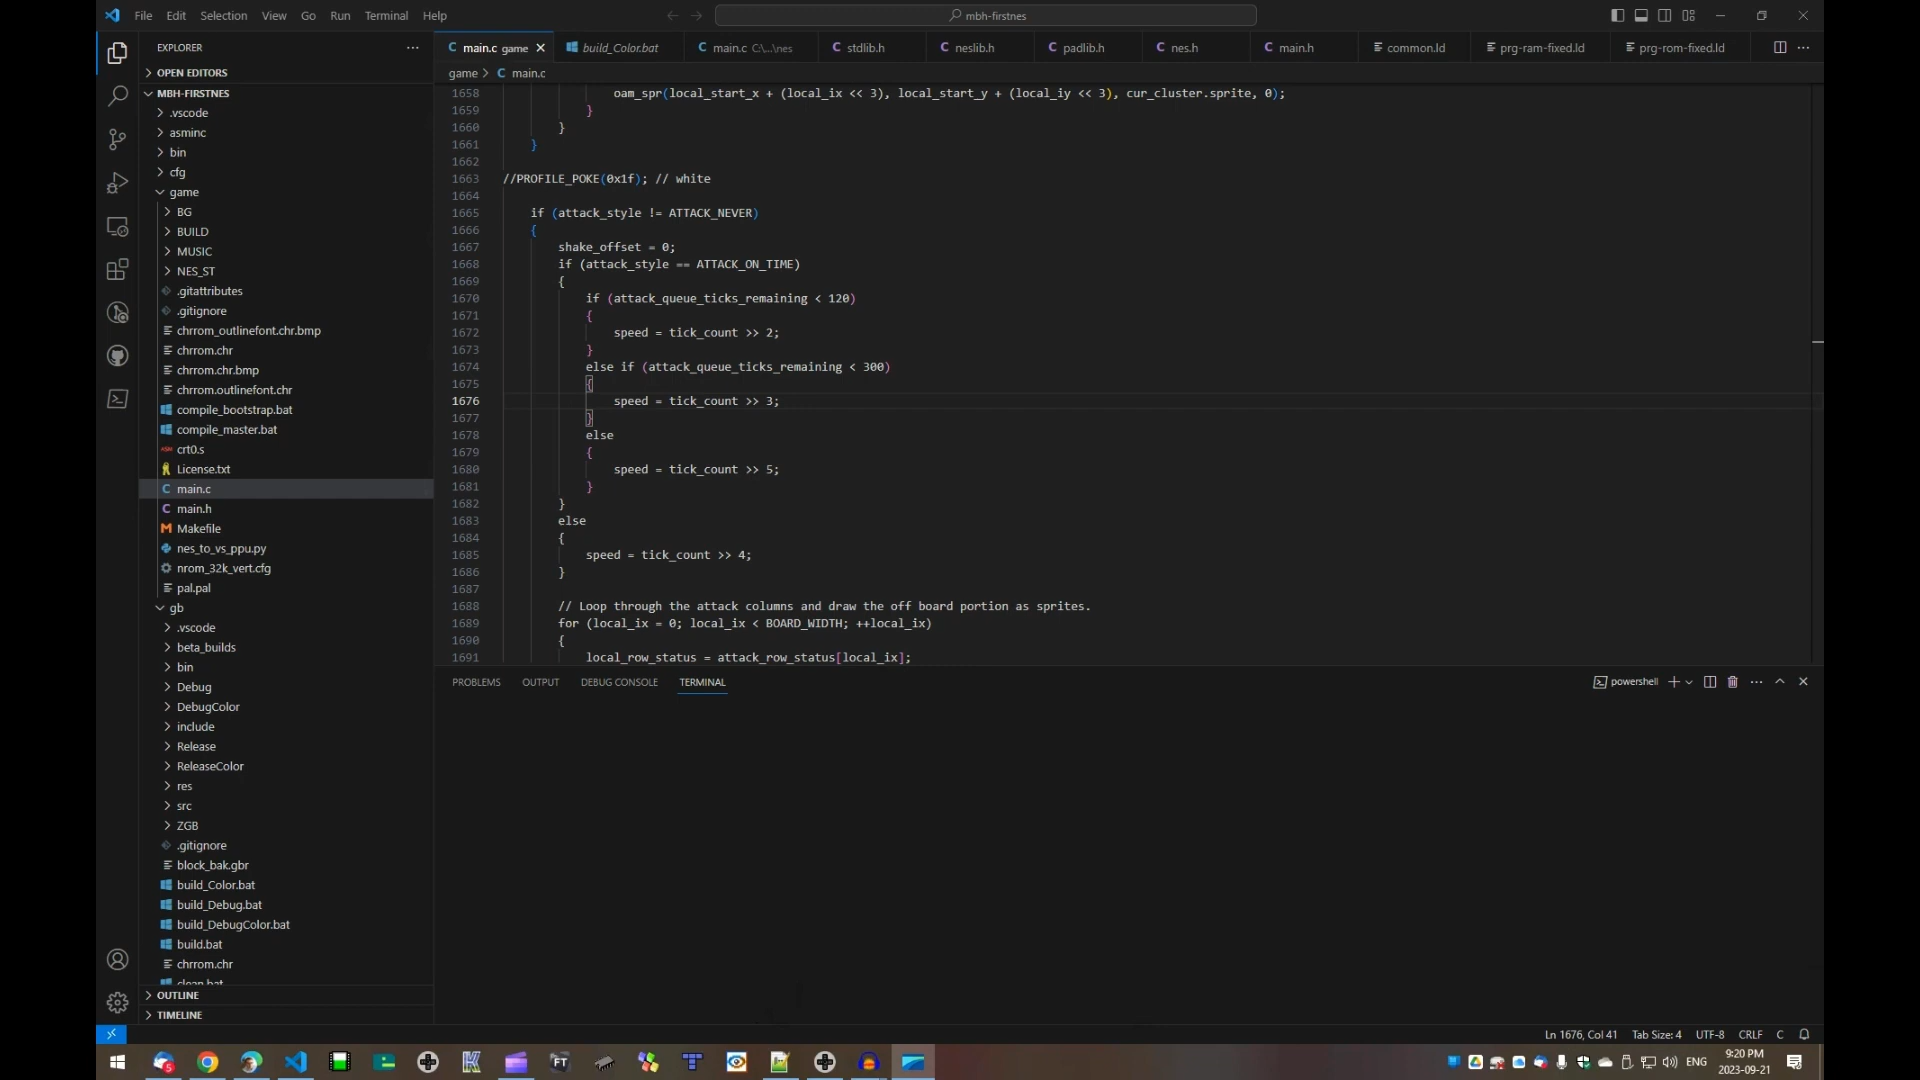 File Edit Selection View Go Run Terminal Help
mbh-firstnes
EXPLORER
OPEN EDITORS
MBH-FIRSTNES
.vscode
asminc
bin
cfg
game
BG
BUILD
MUSIC
NES_ST
.gitattributes
.gitignore
chrrom_outlinefont.chr.bmp
chrrom.chr
chrrom.chr.bmp
chrrom.outlinefont.chr
compile_bootstrap.bat
compile_master.bat
crt0.s
License.txt
main.c
main.h
Makefile
nes_to_vs_ppu.py
nrom_32k_vert.cfg
pal.pal
gb
.vscode
beta_builds
bin
Debug
DebugColor
include
Release
ReleaseColor
res
src
ZGB
.gitignore
block_bak.gbr
build_Color.bat
build_Debug.bat
build_DebugColor.bat
build.bat
chrrom.chr
clean.bat
OUTLINE
TIMELINE
main.c game build_Color.bat main.c C:\...\nes stdlib.h neslib.h padlib.h nes.h main.h common.ld prg-ram-fixed.ld prg-rom-fixed.ld
game > C main.c
1658 oam_spr(local_start_x + (local_ix << 3), local_start_y + (local_iy << 3), cur_cluster.sprite, 0);
1659 }
1660 }
1661 }
1662
1663 //PROFILE_POKE(0x1f); // white
1664
1665 if (attack_style != ATTACK_NEVER)
1666 {
1667 shake_offset = 0;
1668 if (attack_style == ATTACK_ON_TIME)
1669 {
1670 if (attack_queue_ticks_remaining < 120)
1671 {
1672 speed = tick_count >> 2;
1673 }
1674 else if (attack_queue_ticks_remaining < 300)
1675 {
1676 speed = tick_count >> 3;
1677 }
1678 else
1679 {
1680 speed = tick_count >> 5;
1681 }
1682 }
1683 else
1684 {
1685 speed = tick_count >> 4;
1686 }
1687
1688 // Loop through the attack columns and draw the off board portion as sprites.
1689 for (local_ix = 0; local_ix < BOARD_WIDTH; ++local_ix)
1690 {
1691 local_row_status = attack_row_status[local_ix];
PROBLEMS OUTPUT DEBUG CONSOLE TERMINAL
powershell
Ln 1676, Col 41 Tab Size: 4 UTF-8 CRLF C
FT
ENG
9:20 PM
2023-09-21